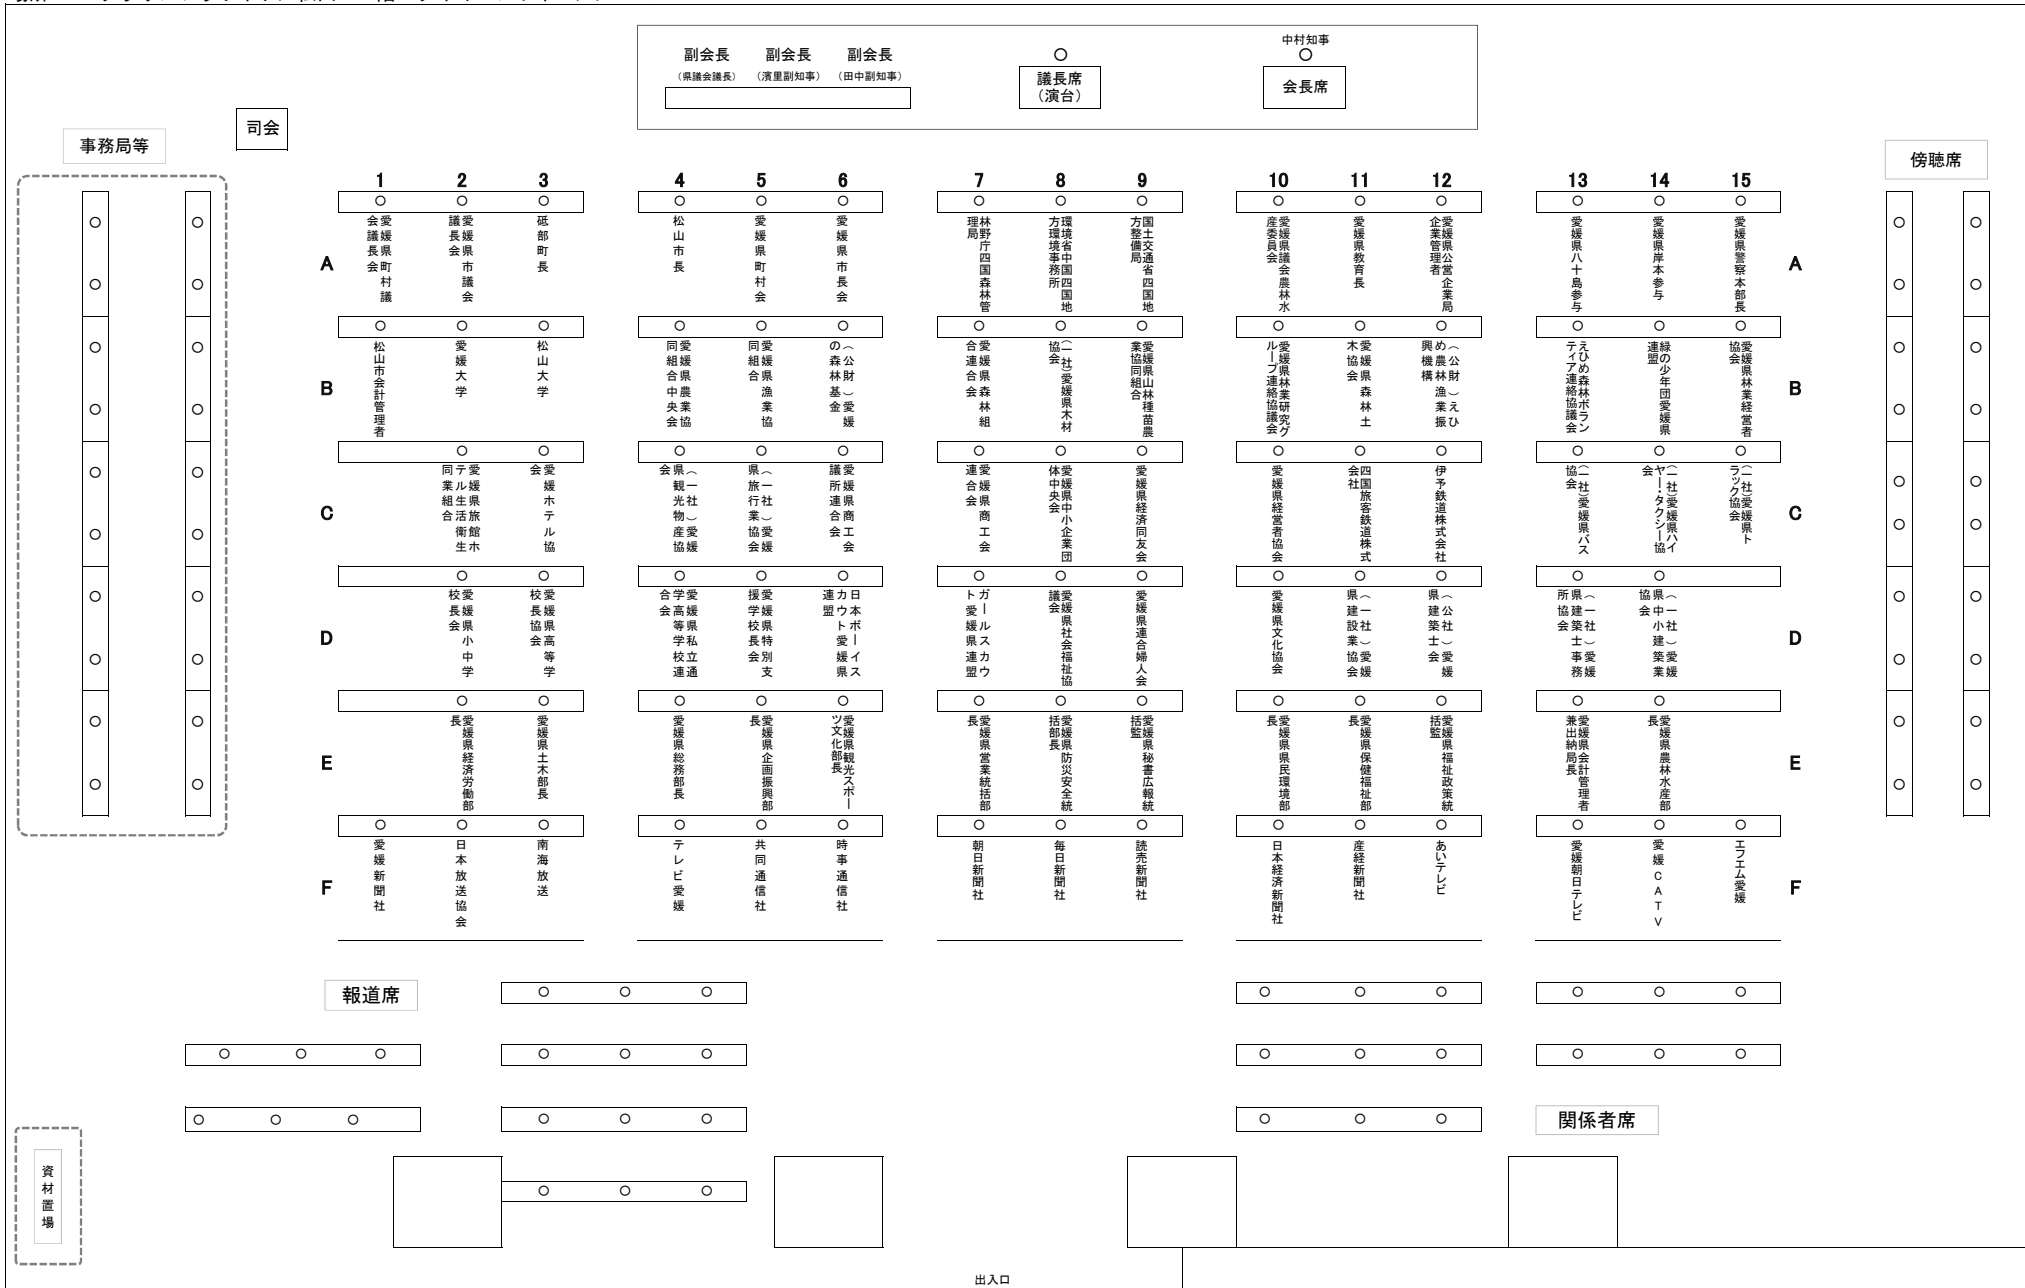 副会長
副会長
副会長
(県議会議長)
(濱里副知事)
(田中副知事)
議長席
(演台)
中村知事
会長席
司会
事務局等
傍聴席
1 2 3 4 5 6 7 8 9 10 11 12 13 14 15
A
愛媛県町村議
会議長会
愛媛県市議会
議長会
砥部町長
松山市長
愛媛県町村会
愛媛県市長会
林野庁四国森林管
理局
環境省中国四国地
方環境事務所
国土交通省四国地
方整備局
愛媛県議会農林水
産委員会
愛媛県教育長
愛媛県公営企業局
企業管理者
愛媛県八十島参与
愛媛県岸本参与
愛媛県警察本部長
A
B
松山市会計管理者
愛媛大学
松山大学
愛媛県農業協
同組合中央会
愛媛県漁業協
同組合
(公財)愛媛
の森林基金
愛媛県森林組
合連合会
(一社)愛媛県木材
協会
愛媛県山林種苗農
業協同組合
愛媛県林業研究グ
ループ連絡協議会
愛媛県森林土
木協会
(公財)えひ
め農林漁業振
興機構
えひめ森林ボラン
ティア連絡協議会
緑の少年団愛媛県
連盟
愛媛県林業経営者
協会
B
C
愛媛県旅館ホ
テル生活衛生
同業組合
愛媛ホテル協
会
(一社)愛媛
県観光物産協
会
(一社)愛媛
県旅行業協会
愛媛県商工会
議所連合会
愛媛県商工会
連合会
愛媛県中小企業団
体中央会
愛媛県経済同友会
愛媛県経営者協会
四国旅客鉄道株式
会社
伊予鉄道株式会社
(一社)愛媛県バス
協会
(一社)愛媛県ハイ
ヤー・タクシー協
会
(一社)愛媛県ト
ラック協会
C
D
愛媛県小中学
校長会
愛媛県高等学
校長協会
愛媛県私立通
学高等学校連
合会
愛媛県特別支
援学校長会
日本ボーイス
カウト愛媛県
連盟
ガールスカウ
ト愛媛県連盟
愛媛県社会福祉協
議会
愛媛県連合婦人会
愛媛県文化協会
(一社)愛媛
県建設業協会
(公社)愛媛
県建築士会
(一社)愛媛
県建築士事務
所協会
(一社)愛媛
県中小建築業
協会
D
E
愛媛県経済労働部
長
愛媛県土木部長
愛媛県総務部長
愛媛県企画振興部
長
愛媛県観光スポー
ツ文化部長
愛媛県営業統括部
長
愛媛県防災安全統
括部長
愛媛県秘書広報統
括監
愛媛県県民環境部
長
愛媛県保健福祉部
長
愛媛県福祉政策統
括監
愛媛県会計管理者
兼出納局長
愛媛県農林水産部
長
E
F
愛媛新聞社
日本放送協会
南海放送
テレビ愛媛
共同通信社
時事通信社
朝日新聞社
毎日新聞社
読売新聞社
日本経済新聞社
産経新聞社
あいテレビ
愛媛朝日テレビ
愛媛CATV
エフエム愛媛
F
報道席
関係者席
資材置場
出入口